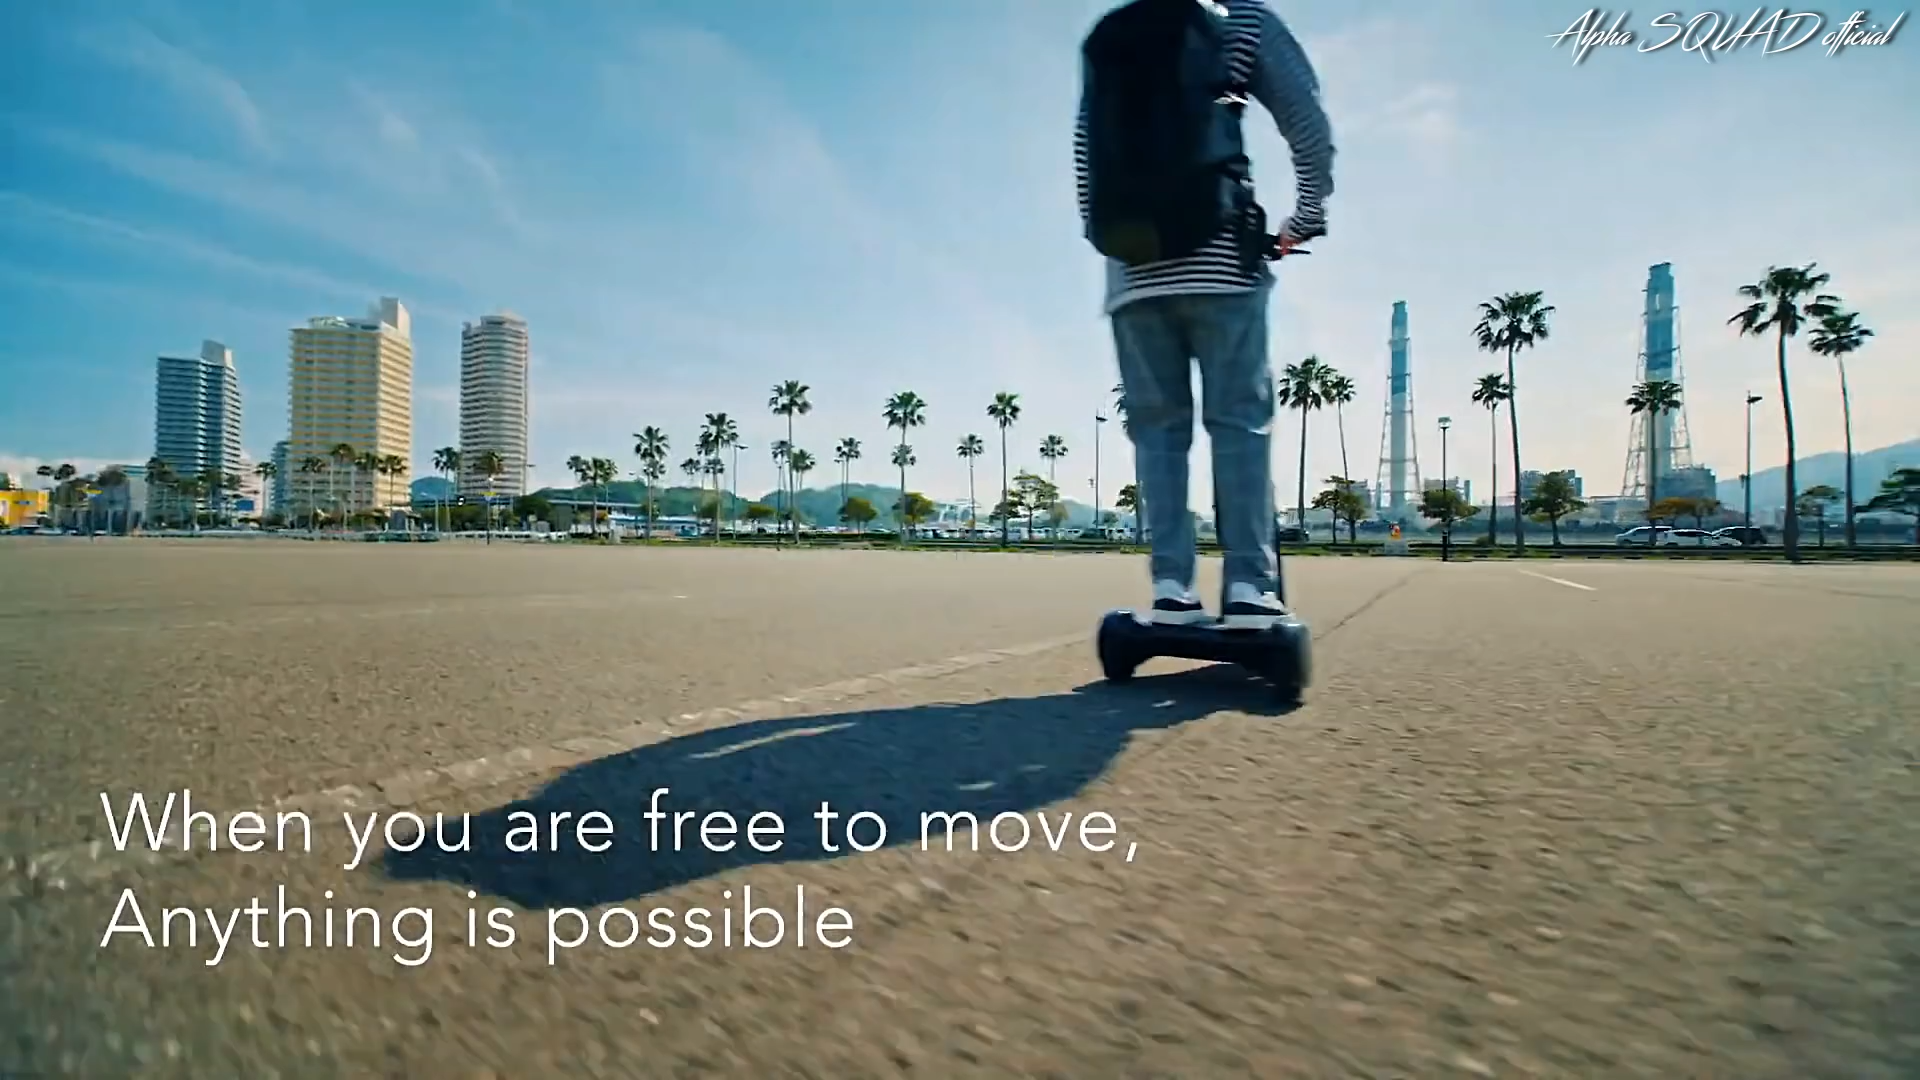 Alpha SQUAD official
When you are free to move,
Anything is possible